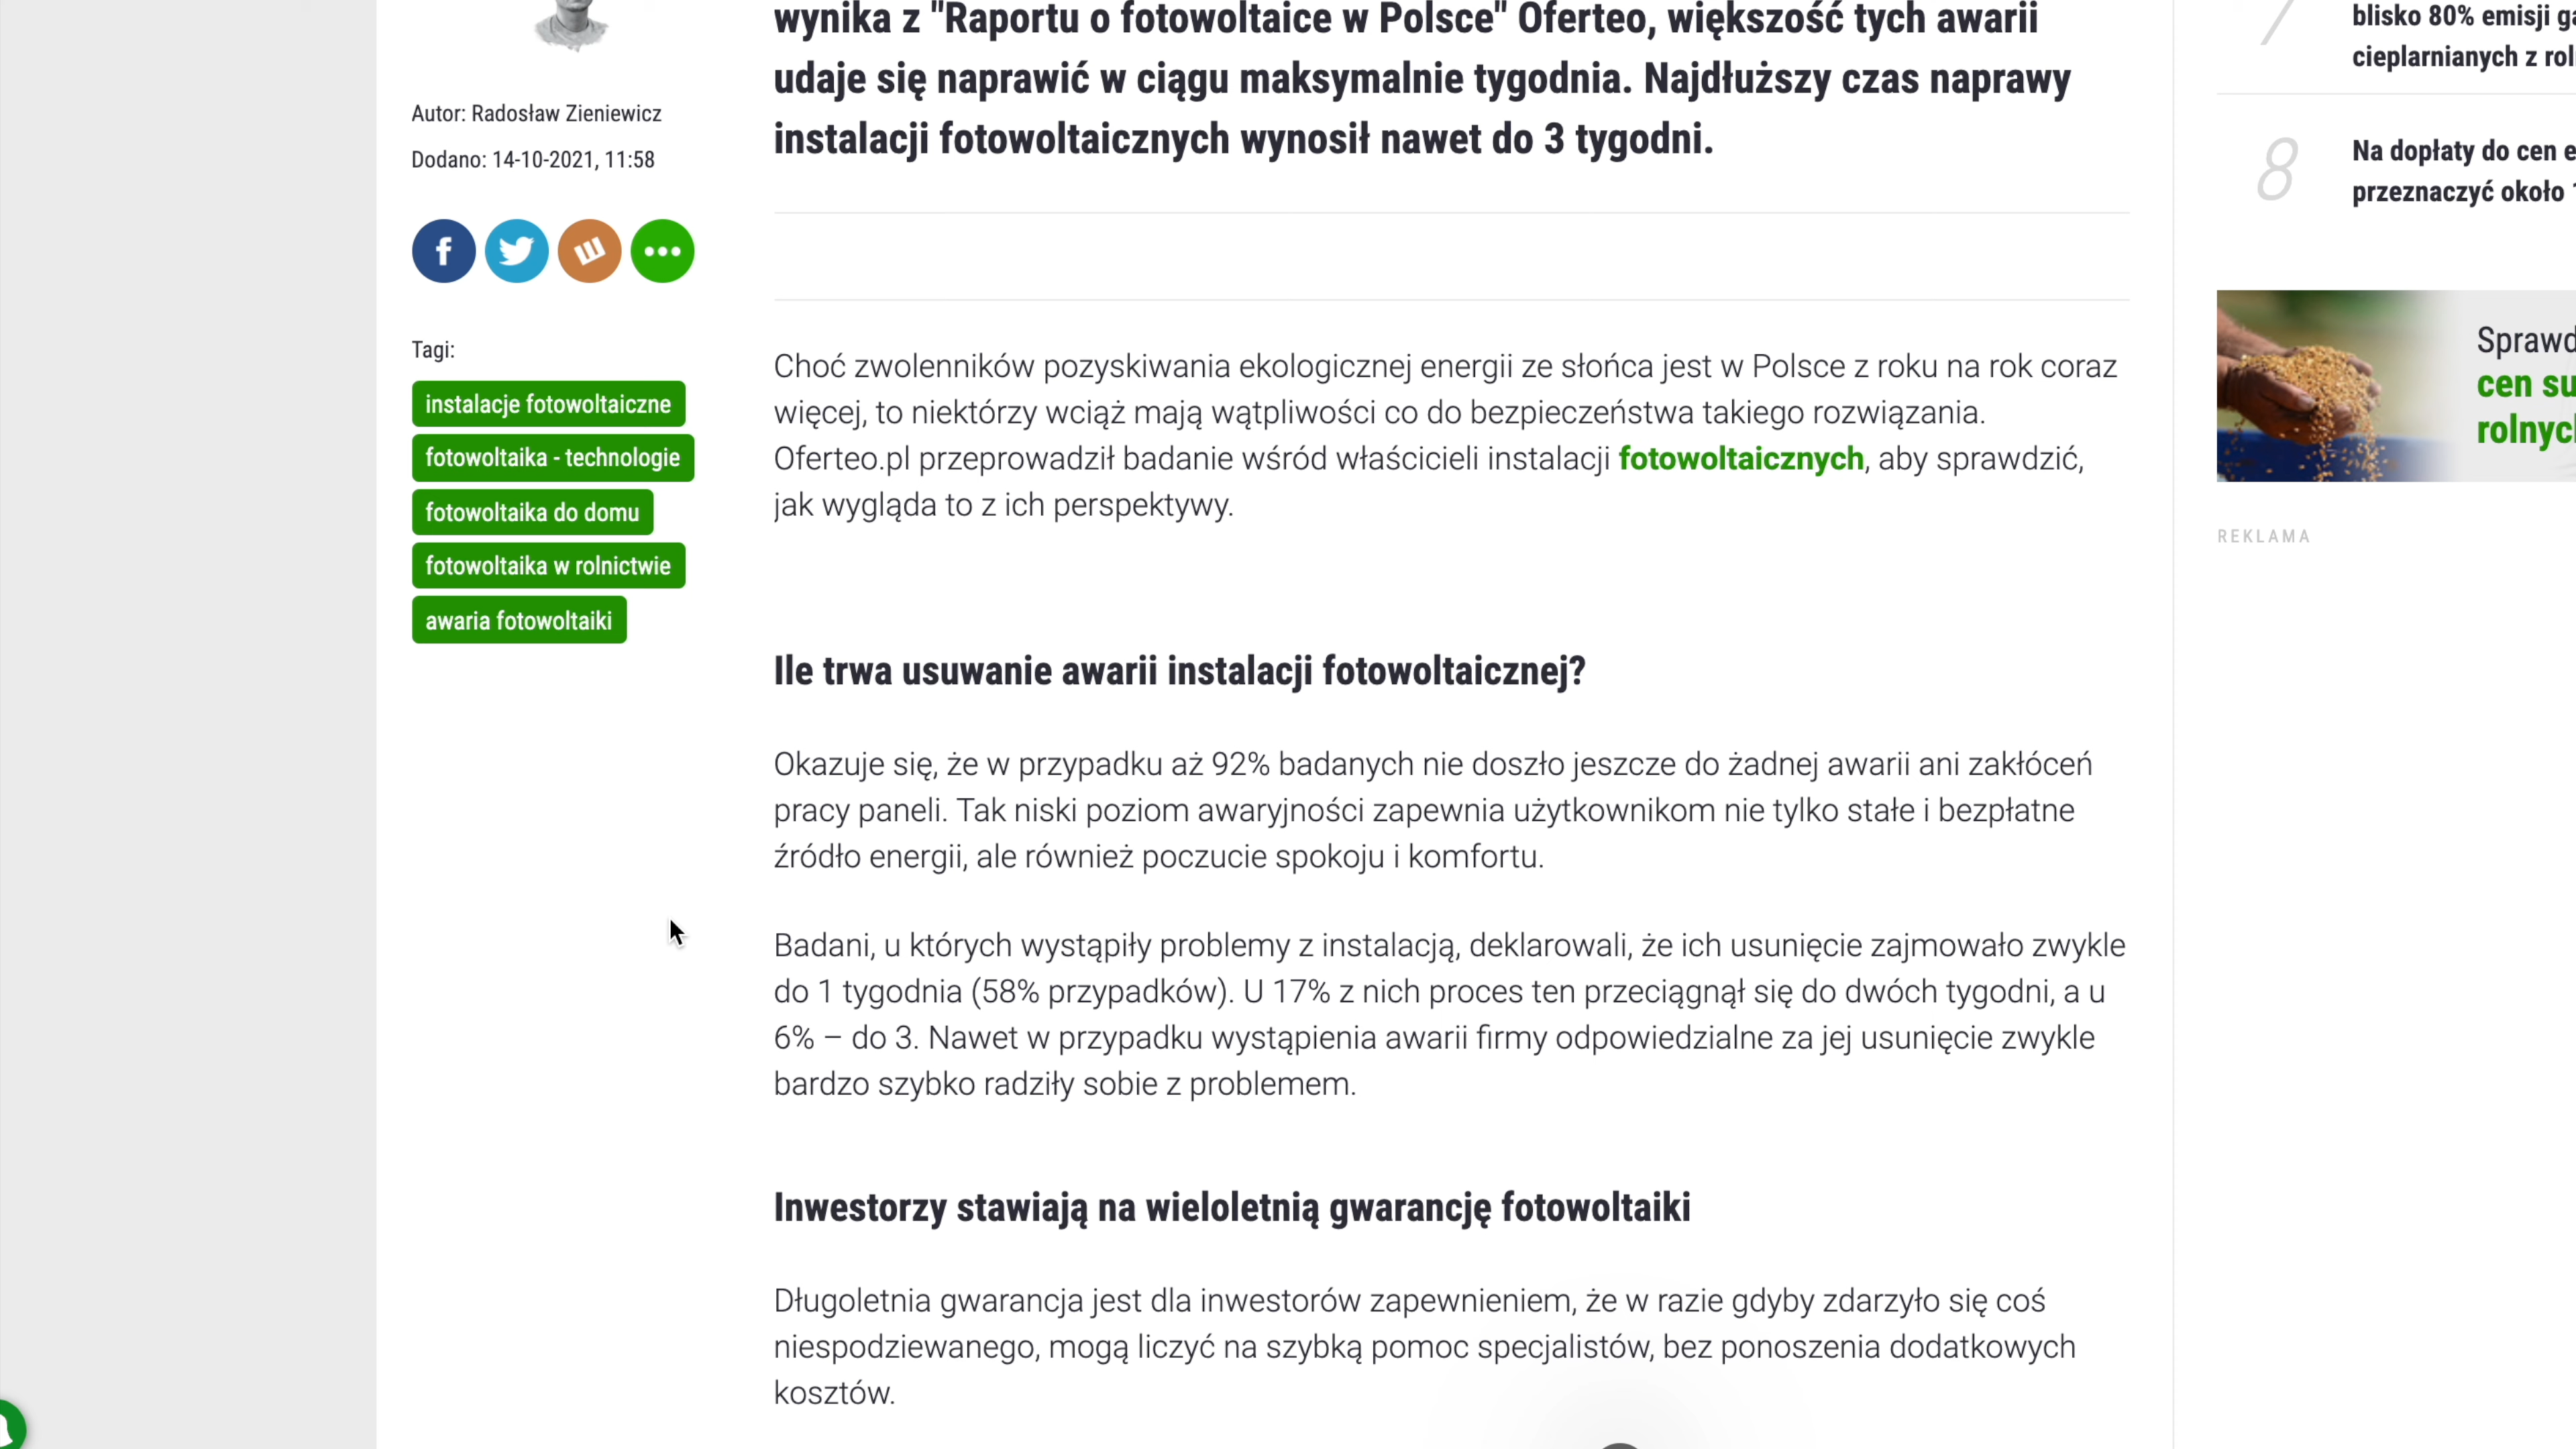 wynika z "Raportu o fotowoltaice w Polsce" Oferteo, większość tych awarii
udaje się naprawić w ciągu maksymalnie tygodnia. Najdłuższy czas naprawy
instalacji fotowoltaicznych wynosił nawet do 3 tygodni.
Autor: Radosław Zieniewicz
Dodano: 14-10-2021, 11:58
Tagi:
instalacje fotowoltaiczne
fotowoltaika - technologie
fotowoltaika do domu
fotowoltaika w rolnictwie
awaria fotowoltaiki
Choć zwolenników pozyskiwania ekologicznej energii ze słońca jest w Polsce z roku na rok coraz
więcej, to niektórzy wciąż mają wątpliwości co do bezpieczeństwa takiego rozwiązania.
Oferteo.pl przeprowadził badanie wśród właścicieli instalacji fotowoltaicznych, aby sprawdzić,
jak wygląda to z ich perspektywy.
Ile trwa usuwanie awarii instalacji fotowoltaicznej?
Okazuje się, że w przypadku aż 92% badanych nie doszło jeszcze do żadnej awarii ani zakłóceń
pracy paneli. Tak niski poziom awaryjności zapewnia użytkownikom nie tylko stałe i bezpłatne
źródło energii, ale również poczucie spokoju i komfortu.
Badani, u których wystąpiły problemy z instalacją, deklarowali, że ich usunięcie zajmowało zwykle
do 1 tygodnia (58% przypadków). U 17% z nich proces ten przeciągnął się do dwóch tygodni, a u
6% – do 3. Nawet w przypadku wystąpienia awarii firmy odpowiedzialne za jej usunięcie zwykle
bardzo szybko radziły sobie z problemem.
Inwestorzy stawiają na wieloletnią gwarancję fotowoltaiki
Długoletnia gwarancja jest dla inwestorów zapewnieniem, że w razie gdyby zdarzyło się coś
niespodziewanego, mogą liczyć na szybką pomoc specjalistów, bez ponoszenia dodatkowych
kosztów.
7
blisko 80% emisji
cieplarnianych z
8
Na dopłaty do cen
przeznaczyć około
cen
REKLAMA